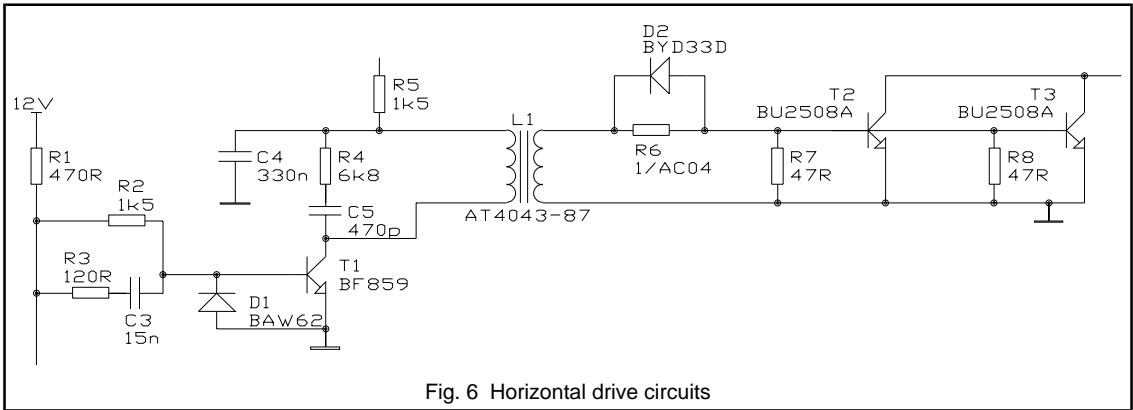 D2
BYD33D
R5
1k5
12V
L1
T2
BU2508A
T3
BU2508A
R1
470R
C4
330n
R4
6k8
R6
1/AC04
R7
47R
R8
47R
R2
1k5
C5
470p
AT4043-87
R3
120R
T1
BF859
C3
15n
D1
BAW62
Fig. 6 Horizontal drive circuits